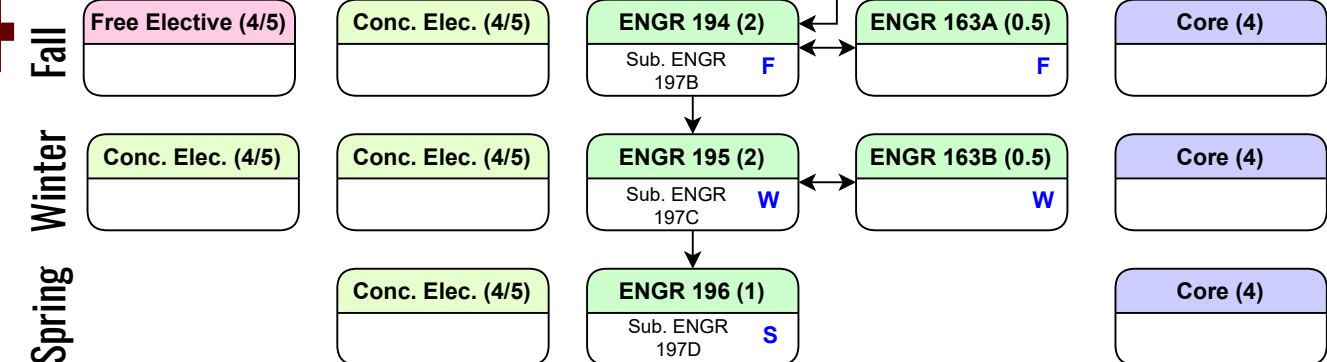 Fall
Free Elective (4/5)
Conc. Elec. (4/5)
ENGR 194 (2)
Sub. ENGR
197B
F
ENGR 163A (0.5)
F
Core (4)
Winter
Conc. Elec. (4/5)
Conc. Elec. (4/5)
ENGR 195 (2)
Sub. ENGR
197C
W
ENGR 163B (0.5)
W
Core (4)
Spring
Conc. Elec. (4/5)
ENGR 196 (1)
Sub. ENGR
197D
S
Core (4)